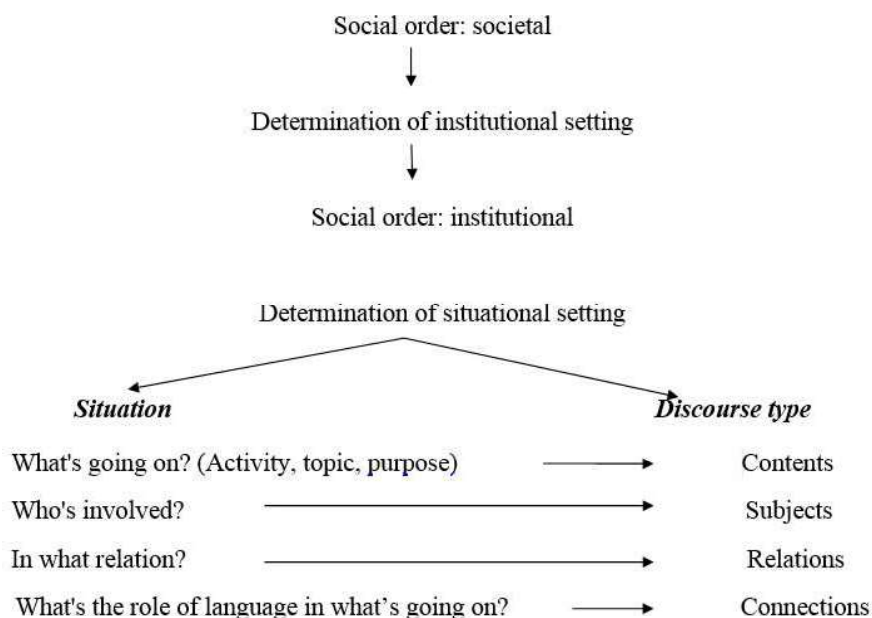 Social order: societal
Determination of institutional setting
Social order: institutional
Determination of situational setting
Situation Discourse type
What's going on? (Activity, topic, purpose) Contents
Who's involved? Subjects
In what relation? Relations
What's the role of language in what’s going on? Connections